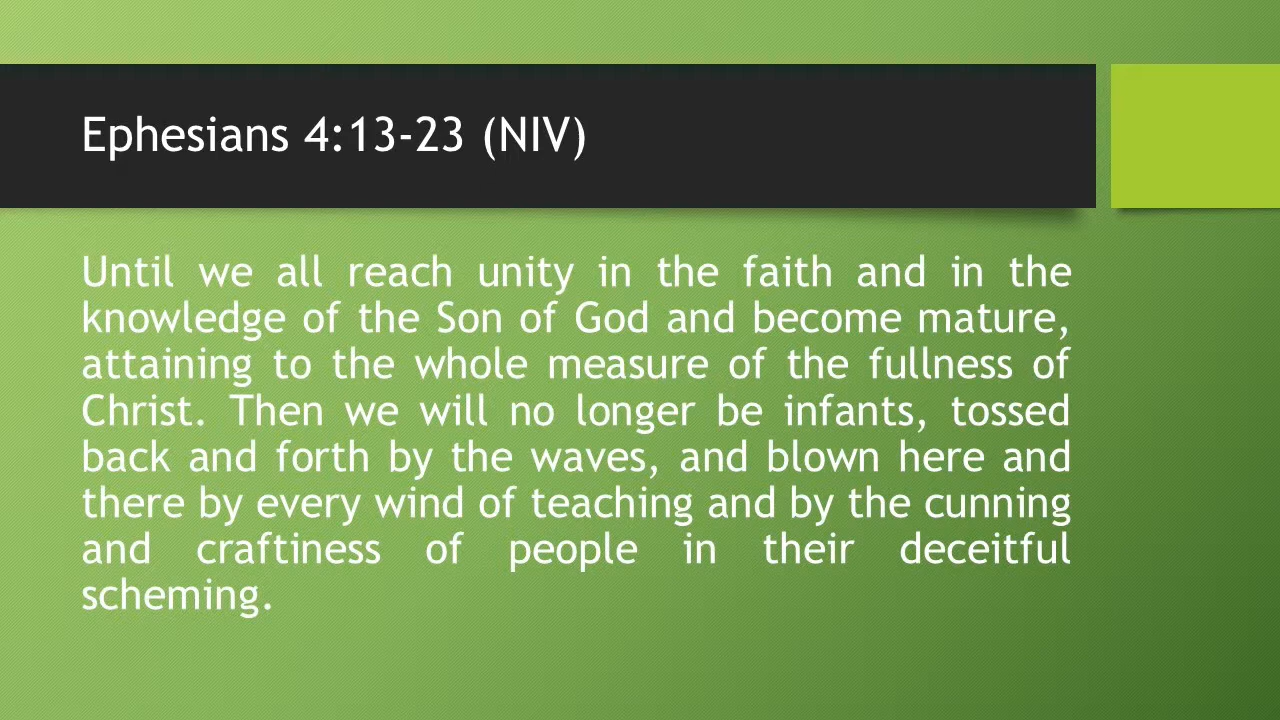 Ephesians 4:13-23 (NIV)
Until we all reach unity in the faith and in the
knowledge of the Son of God and become mature,
attaining to the whole measure of the fullness of
Christ. Then we will no longer be infants, tossed
back and forth by the waves, and blown here and
there by every wind of teaching and by the cunning
and craftiness of people in their deceitful
scheming.